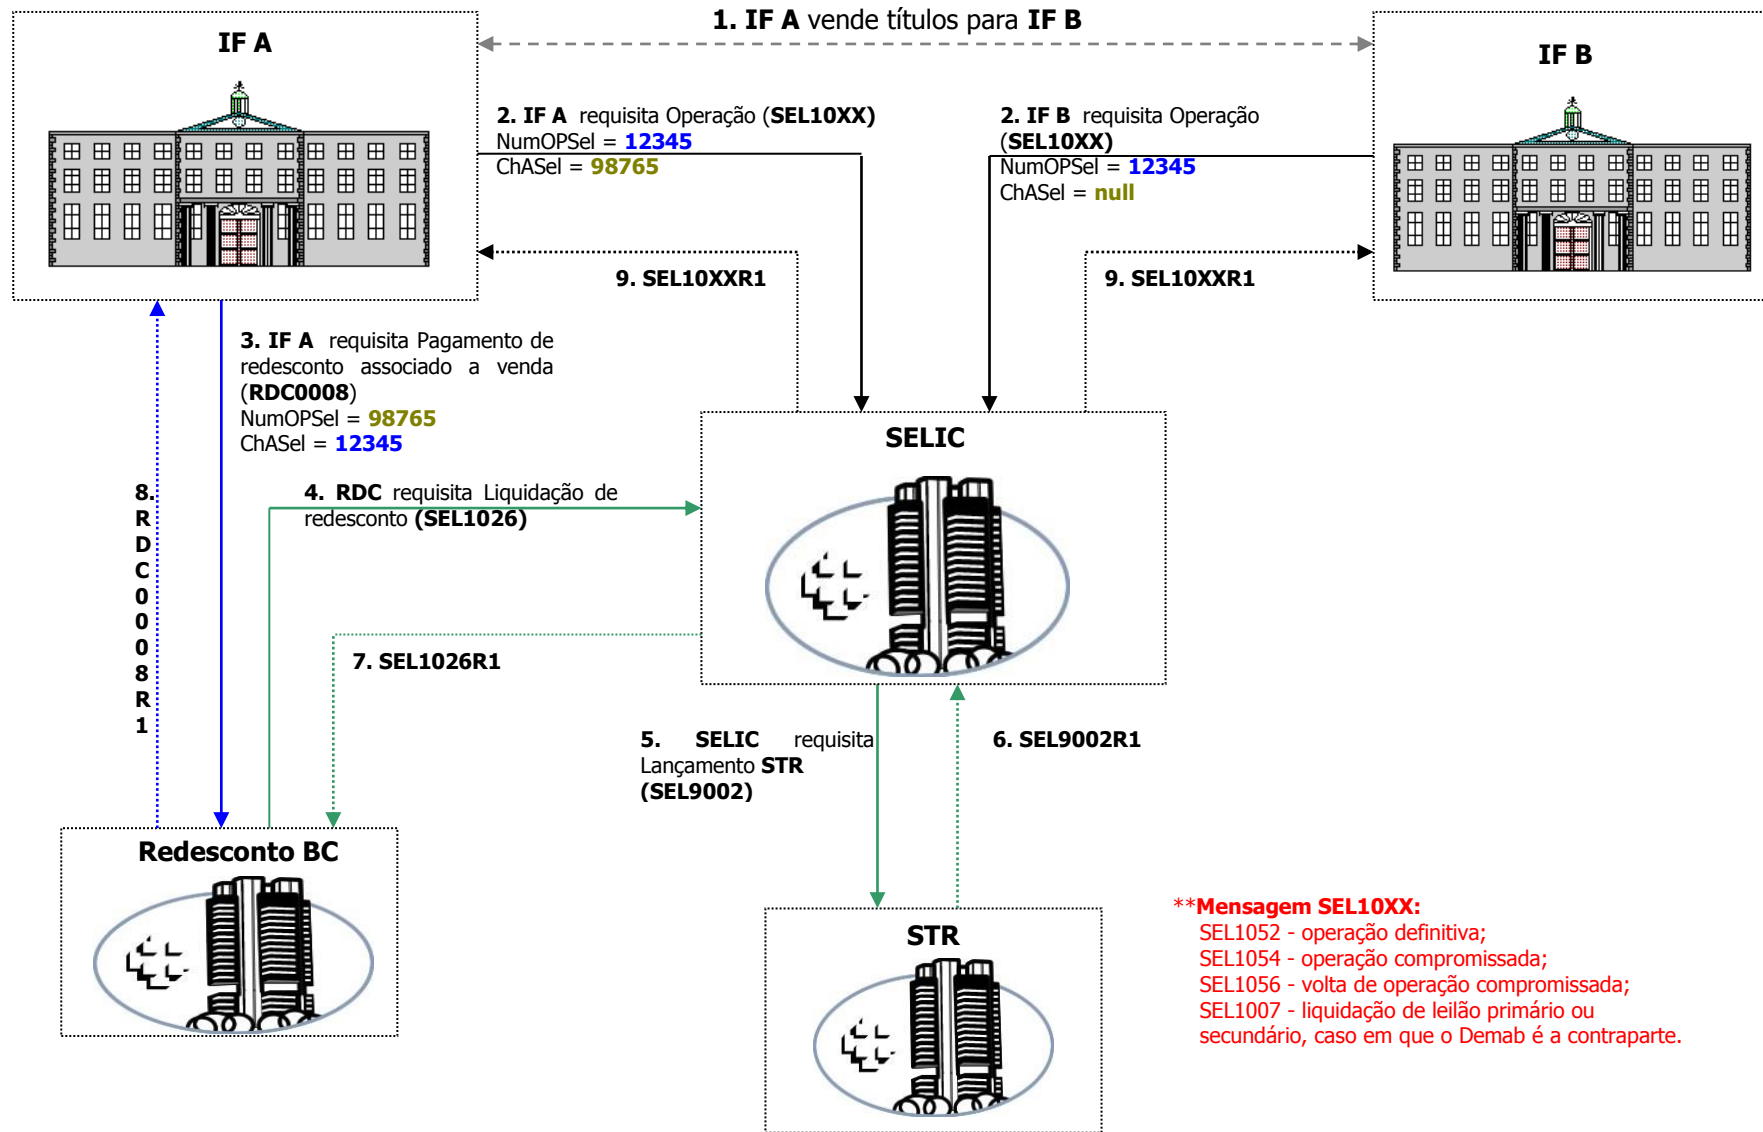 1. IF A vende títulos para IF B
IF A
IF B
2. IF A requisita Operação (SEL10XX)
NumOPSel = 12345
ChASel = 98765
2. IF B requisita Operação
(SEL10XX)
NumOPSel = 12345
ChASel = null
9. SEL10XXR1
9. SEL10XXR1
3. IF A requisita Pagamento de
redesconto associado a venda
(RDC0008)
NumOPSel = 98765
ChASel = 12345
SELIC
8.
R
D
C
0
0
0
8
R
1
4. RDC requisita Liquidação de
redesconto (SEL1026)
7. SEL1026R1
5. SELIC requisita
Lançamento STR
(SEL9002)
6. SEL9002R1
Redesconto BC
STR
**Mensagem SEL10XX:
SEL1052 - operação definitiva;
SEL1054 - operação compromissada;
SEL1056 - volta de operação compromissada;
SEL1007 - liquidação de leilão primário ou
secundário, caso em que o Demab é a contraparte.